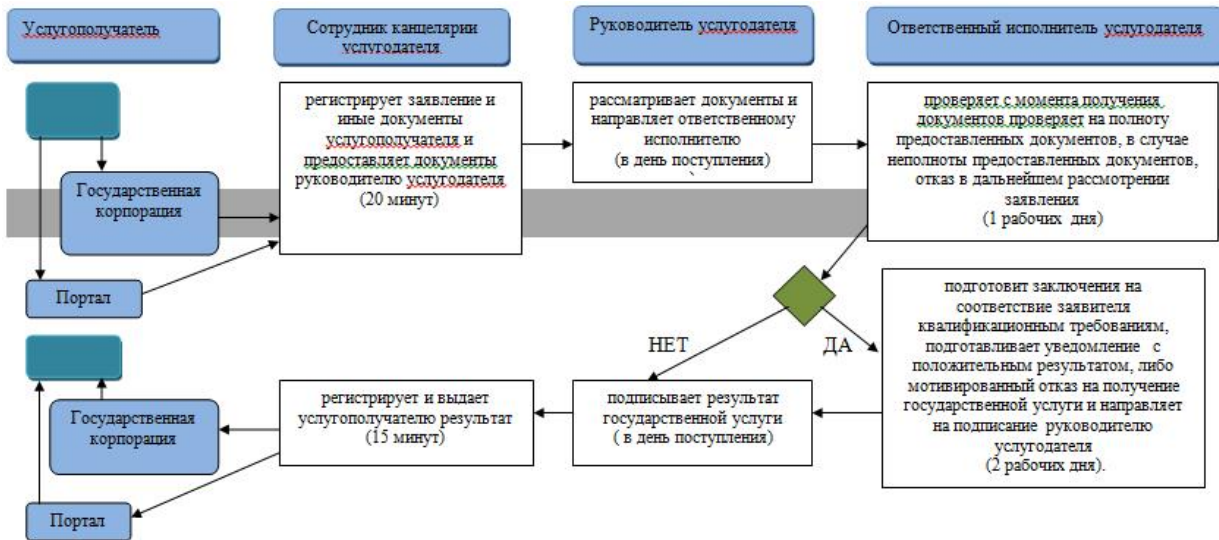 Услугополучатель
Сотрудник канцелярии
услугодателя
Руководитель услугодателя
Ответственный исполнитель услугодателя
регистрирует заявление и
иные документы
услугополучателя и
предоставляет документы
руководителю услугодателя
(20 минут)
рассматривает документы и
направляет ответственному
исполнителю
(в день поступления)
`
проверяет с момента получения
документов проверяет на полноту
предоставленных документов, в случае
неполноты предоставленных документов,
отказ в дальнейшем рассмотрении
заявления
(1 рабочих дня)
Государственная
корпорация
Портал
НЕТ
ДА
подготовит заключения на
соответствие заявителя
квалификационным требованиям,
подготавливает уведомление с
положительным результатом, либо
мотивированный отказ на получение
государственной услуги и направляет
на подписание руководителю
услугодателя
(2 рабочих дня).
подписывает результат
государственной услуги
( в день поступления)
регистрирует и выдает
услугополучателю результат
(15 минут)
Государственная
корпорация
Портал